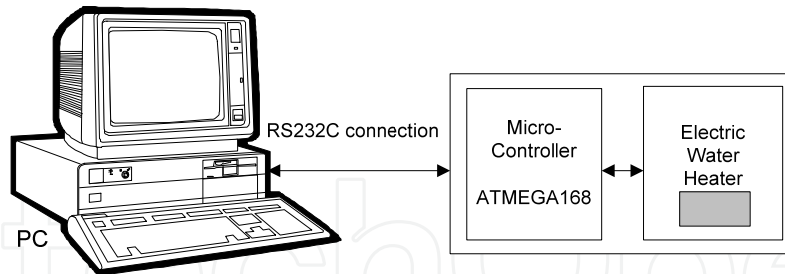 RS232C connection
Micro-
Controller
ATMEGA168
Electric
Water
Heater
PC